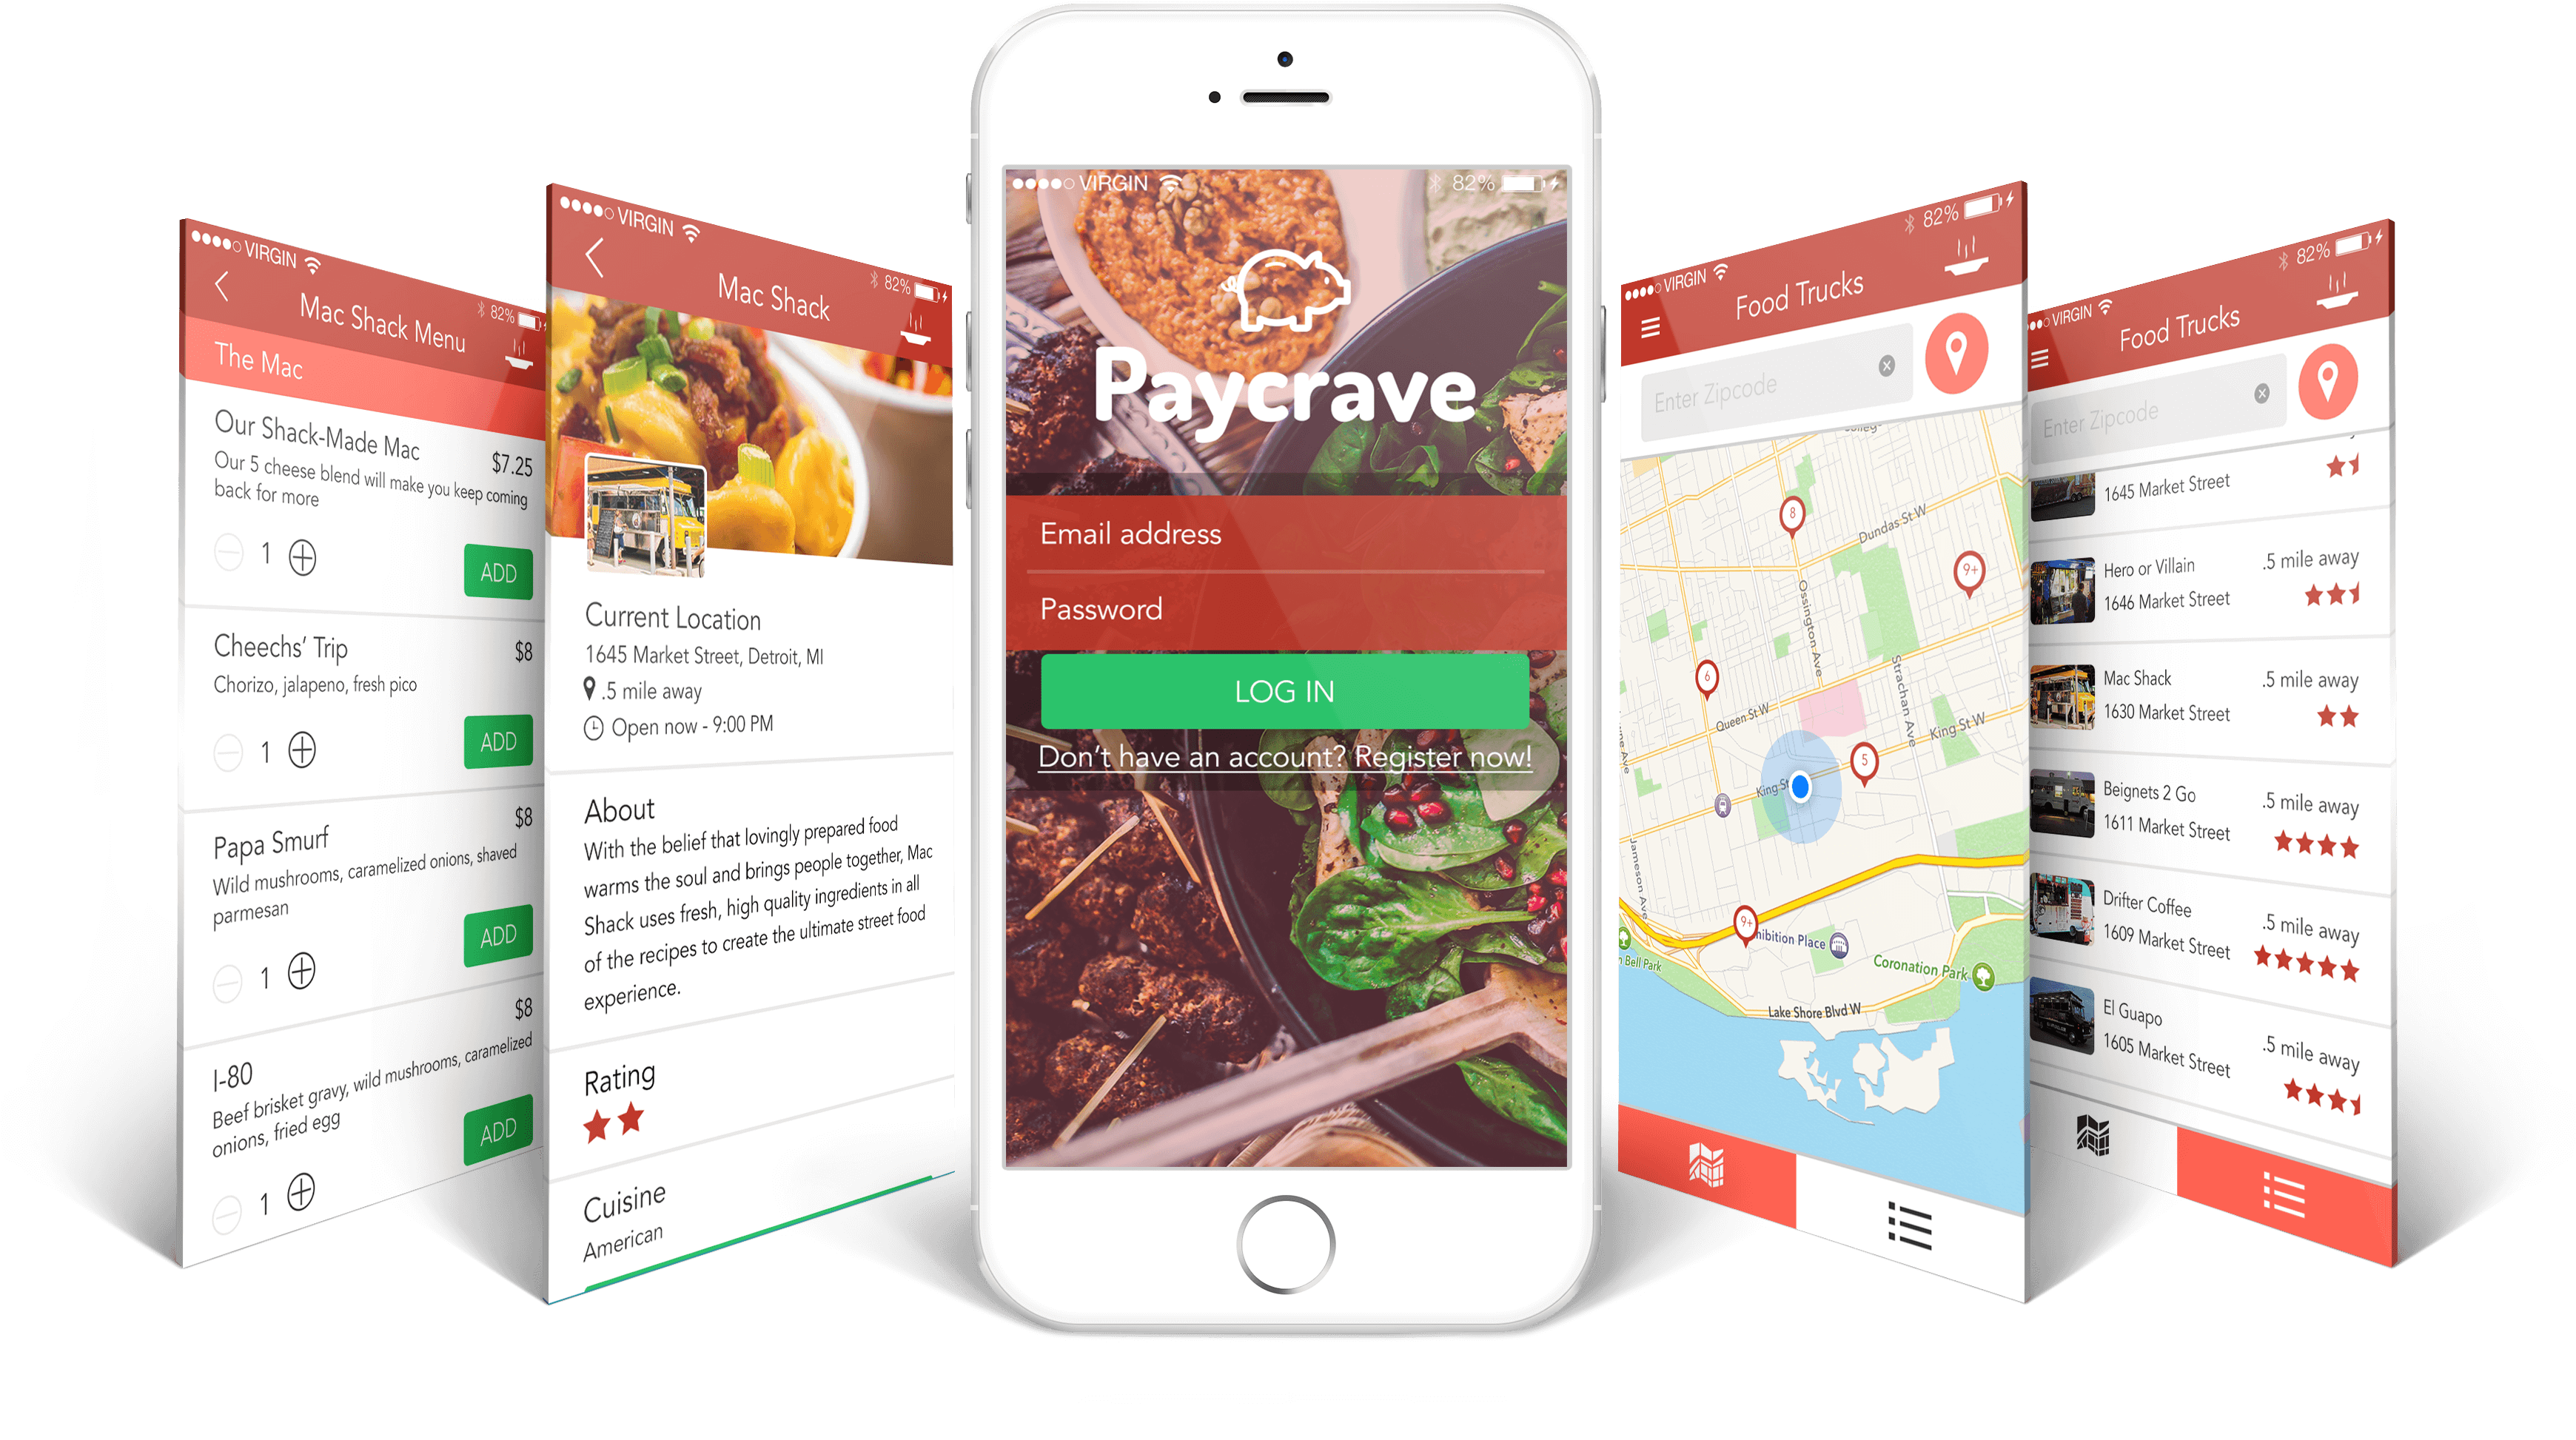 VIRGIN
82%
Mac Shack Menu
The Mac
Our Shack-Made Mac
$7.25
Our 5 cheese blend will make you keep coming
back for more
1
ADD
Cheechs’ Trip
$8
Chorizo, jalapeno, fresh pico
1
ADD
$8
Papa Smurf
Wild mushrooms, caramelized onions, shaved
parmesan
1
ADD
$8
I-80
Beef brisket gravy, wild mushrooms, caramelized
onions, fried egg
1
ADD
VIRGIN
82%
Mac Shack
Current Location
1645 Market Street, Detroit, MI
.5 mile away
Open now - 9:00 PM
About
With the belief that lovingly prepared food
warms the soul and brings people together, Mac
Shack uses fresh, high quality ingredients in all
of the recipes to create the ultimate street food
experience.
Rating
Cuisine
American
VIRGIN
82%
Paycrave
Email address
Password
LOG IN
Don’t have an account? Register now!
VIRGIN
82%
Food Trucks
Enter Zipcode
8
Dundas St W
9+
Ossington Ave
6
Strachan Ave
Queen St W
King St W
5
King St
Jameson Ave
9+
hibition Place
n Bell Park
Coronation Park
Lake Shore Blvd W
VIRGIN
82%
Food Trucks
Enter Zipcode
1645 Market Street
Hero or Villain
.5 mile away
1646 Market Street
Mac Shack
.5 mile away
1630 Market Street
Beignets 2 Go
.5 mile away
1611 Market Street
Drifter Coffee
.5 mile away
1609 Market Street
El Guapo
.5 mile away
1605 Market Street